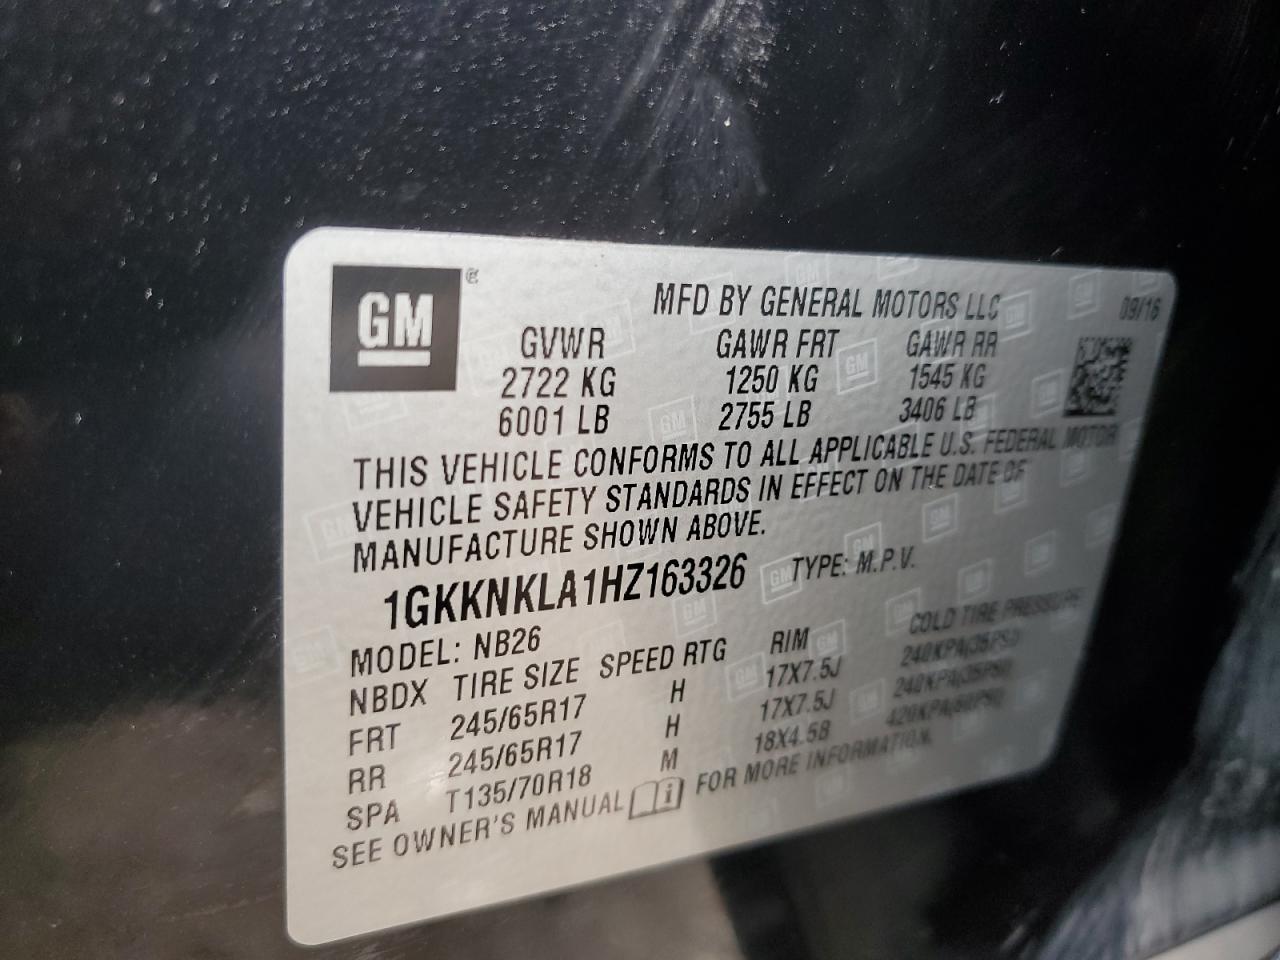 GM
MFD BY GENERAL MOTORS LLC 09/16
GVWR GAWR FRT GAWR RR
2722 KG 1250 KG 1545 KG
6001 LB 2755 LB 3406 LB
THIS VEHICLE CONFORMS TO ALL APPLICABLE U.S. FEDERAL MOTOR
VEHICLE SAFETY STANDARDS IN EFFECT ON THE DATE OF
MANUFACTURE SHOWN ABOVE.
1GKKNKLA1HZ163326 TYPE: M.P.V.
MODEL: NB26
NBDX TIRE SIZE SPEED RTG RIM COLD TIRE PRESSURE
FRT 245/65R17 H 17X7.5J 240KPA(35PSI)
RR 245/65R17 H 17X7.5J 240KPA(35PSI)
SPA T135/70R18 M 18X4.5B 420KPA(60PSI)
SEE OWNER'S MANUAL FOR MORE INFORMATION.